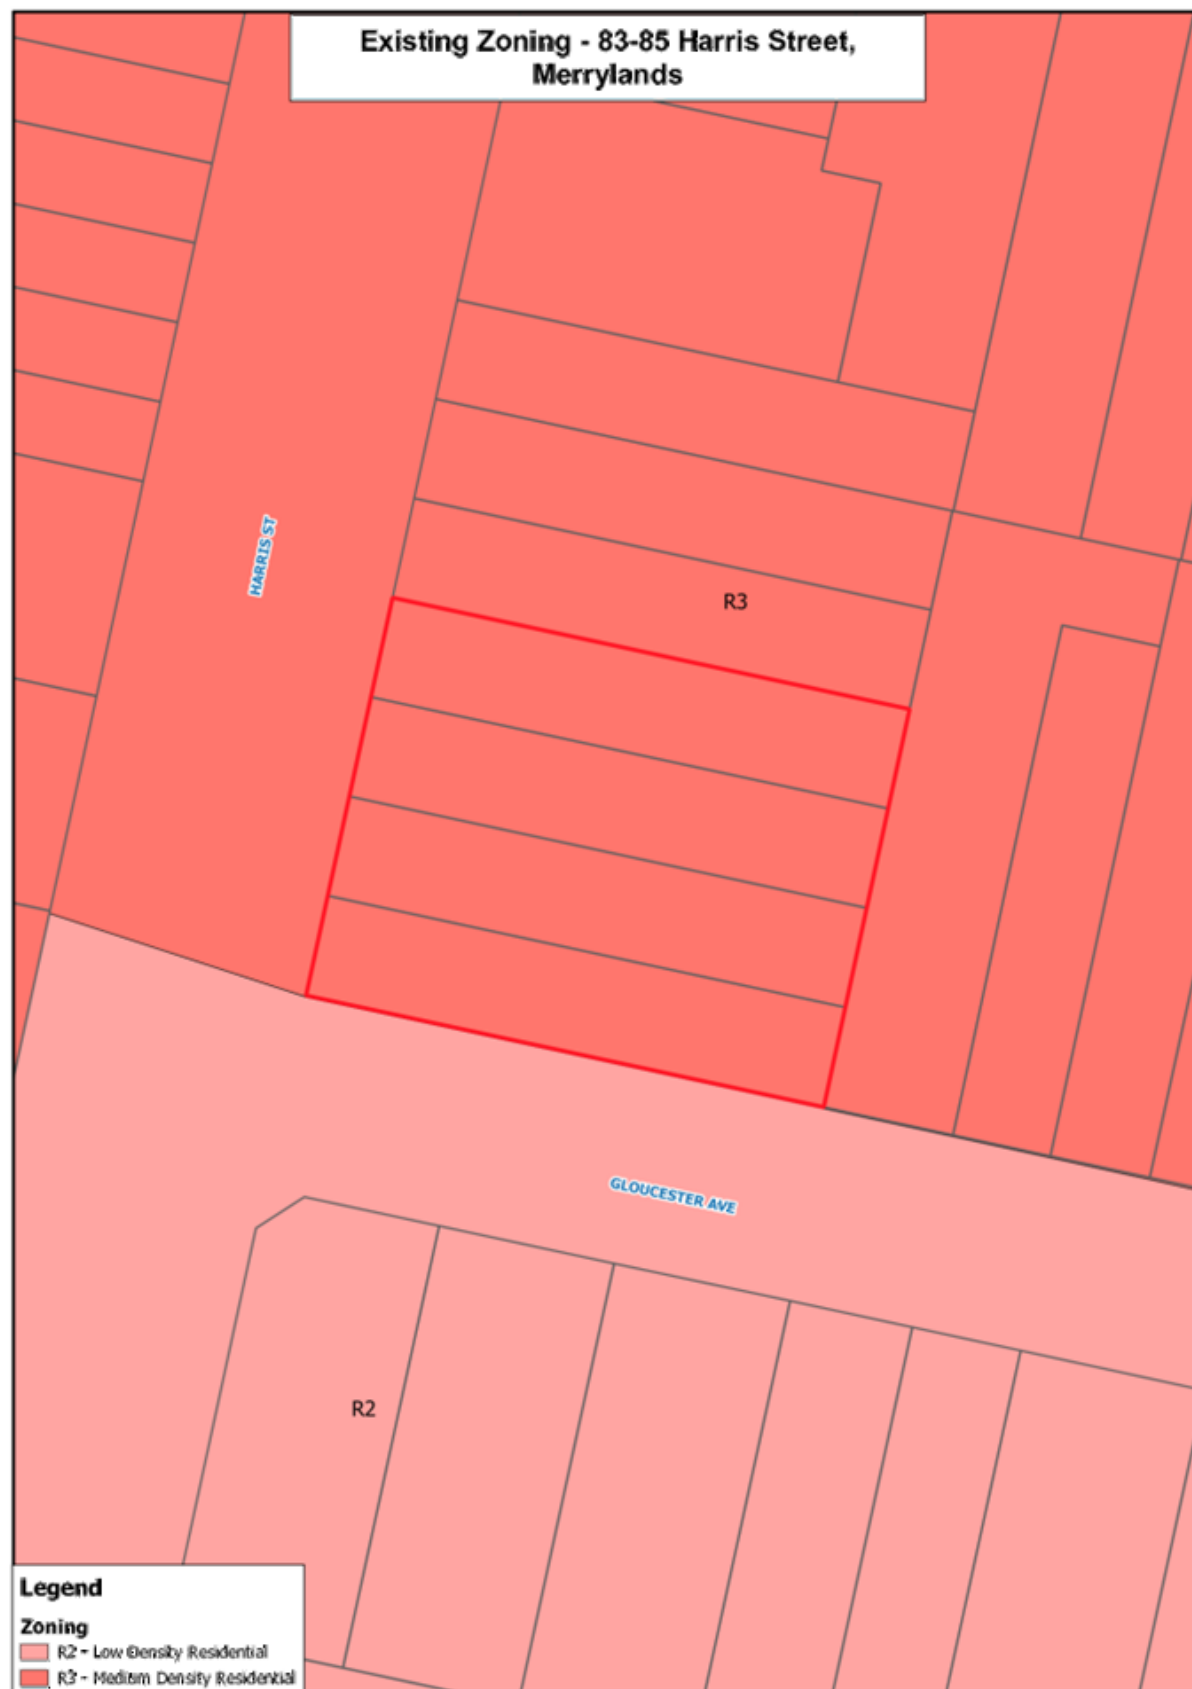 Existing Zoning - 83-85 Harris Street,
Merrylands
HARRIS ST
R3
GLOUCESTER AVE
R2
Legend
Zoning
R2 - Low Density Residential
R3 - Medium Density Residential